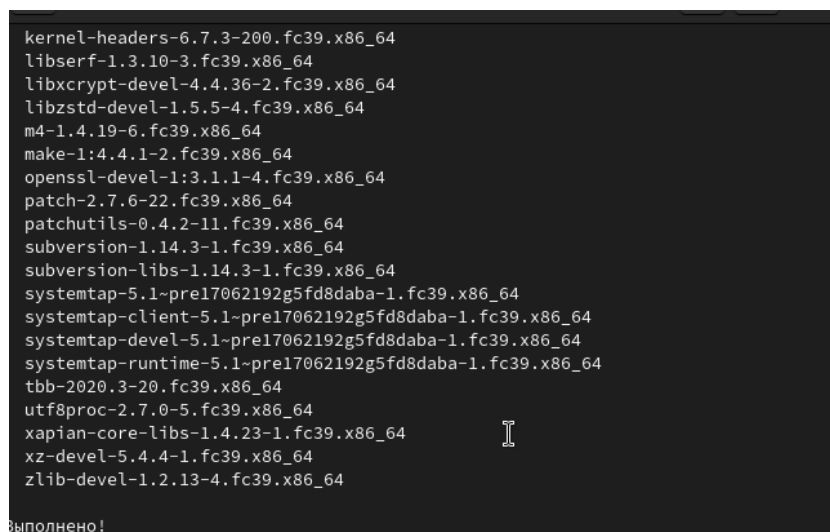 kernel-headers-6.7.3-200.fc39.x86_64
libserf-1.3.10-3.fc39.x86_64
libxcrypt-devel-4.4.36-2.fc39.x86_64
libzstd-devel-1.5.5-4.fc39.x86_64
m4-1.4.19-6.fc39.x86_64
make-1:4.4.1-2.fc39.x86_64
openssl-devel-1:3.1.1-4.fc39.x86_64
patch-2.7.6-22.fc39.x86_64
patchutils-0.4.2-11.fc39.x86_64
subversion-1.14.3-1.fc39.x86_64
subversion-libs-1.14.3-1.fc39.x86_64
systemtap-5.1~pre17062192g5fd8daba-1.fc39.x86_64
systemtap-client-5.1~pre17062192g5fd8daba-1.fc39.x86_64
systemtap-devel-5.1~pre17062192g5fd8daba-1.fc39.x86_64
systemtap-runtime-5.1~pre17062192g5fd8daba-1.fc39.x86_64
tbb-2020.3-20.fc39.x86_64
utf8proc-2.7.0-5.fc39.x86_64
xapian-core-libs-1.4.23-1.fc39.x86_64
xz-devel-5.4.4-1.fc39.x86_64
zlib-devel-1.2.13-4.fc39.x86_64
Выполнено!